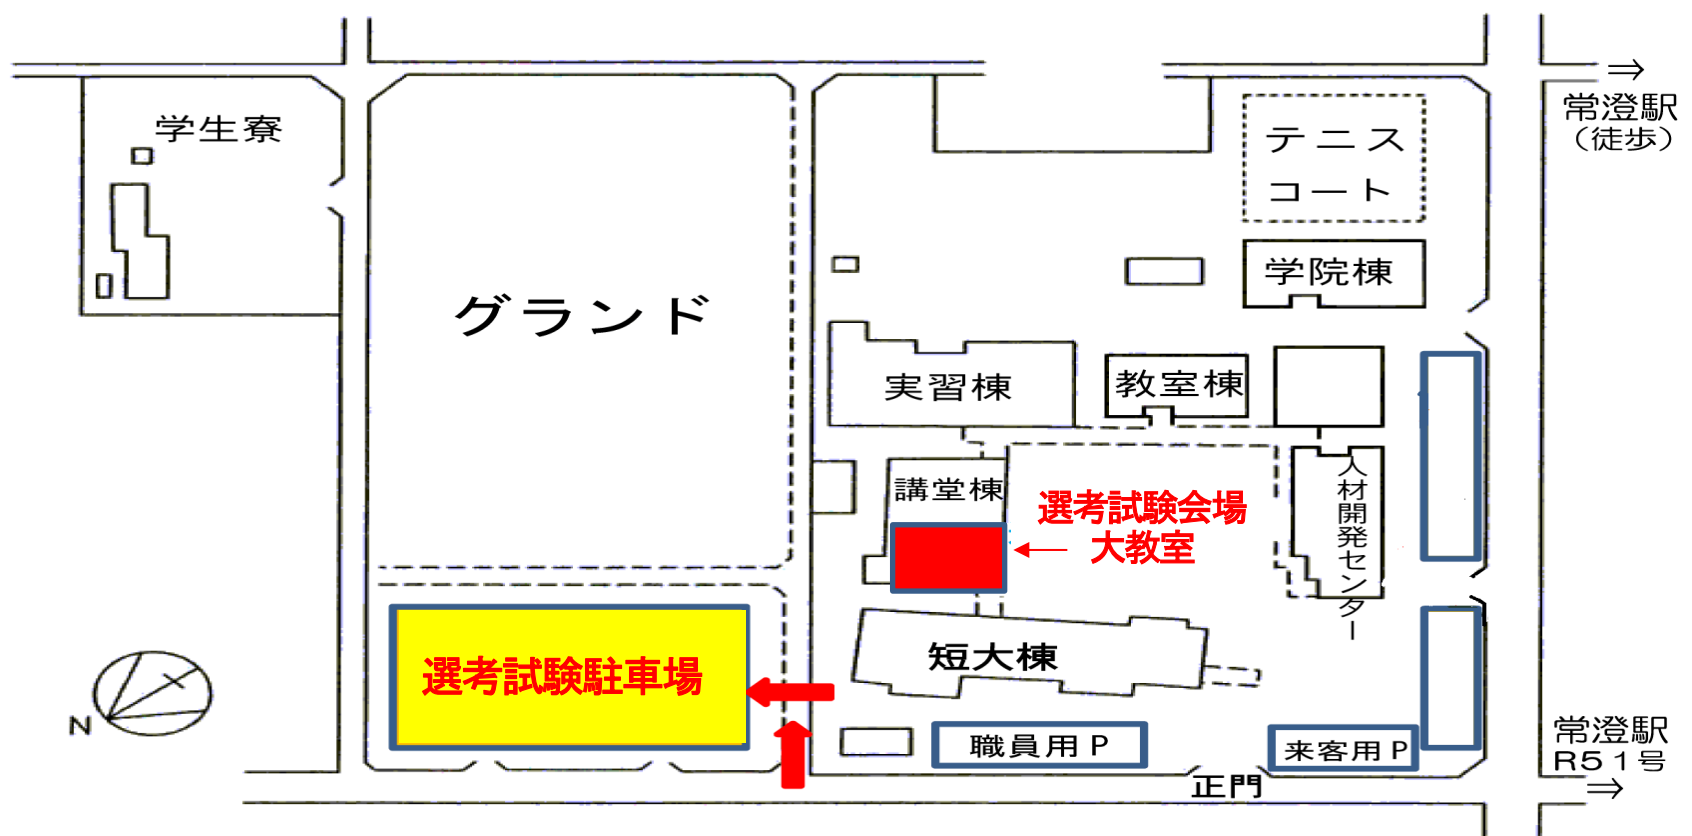 ⇒
常澄駅
（徒歩）
学生寮
テニス
コート
学院棟
グランド
実習棟
教室棟
講堂棟
人材開発センター
選考試験会場
大教室
短大棟
選考試験駐車場
N
職員用P
来客用P
正門
常澄駅
R51号
⇒